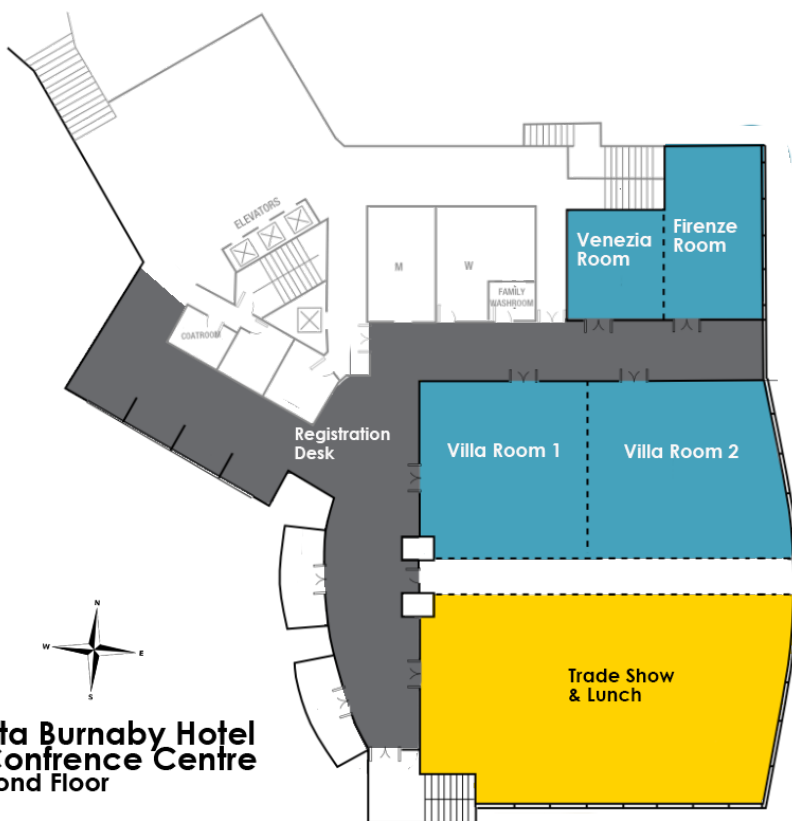 ELEVATORS
M
W
FAMILY
WASHROOM
COATROOM
Venezia
Room
Firenze
Room
Registration
Desk
Villa Room 1
Villa Room 2
Trade Show
& Lunch
N
W
E
S
ta Burnaby Hotel
Confrence Centre
ond Floor